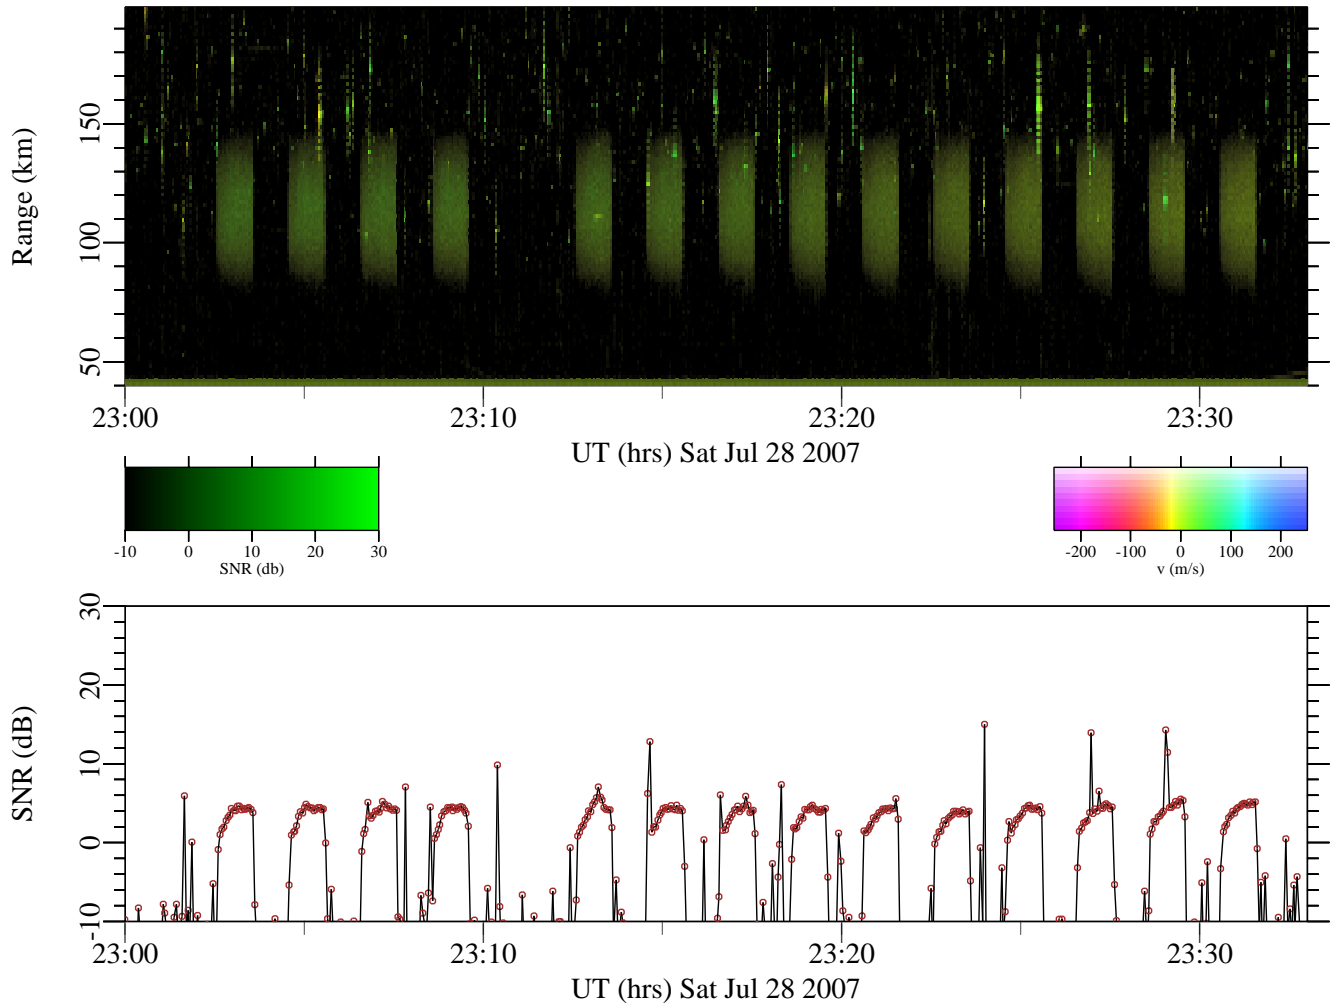 Range (km)
150
100
50
23:00 23:10 23:20 23:30
UT (hrs) Sat Jul 28 2007
-10 0 10 20 30
SNR (db)
-200 -100 0 100 200
v (m/s)
SNR (dB)
30
20
10
0
-10
23:00 23:10 23:20 23:30
UT (hrs) Sat Jul 28 2007